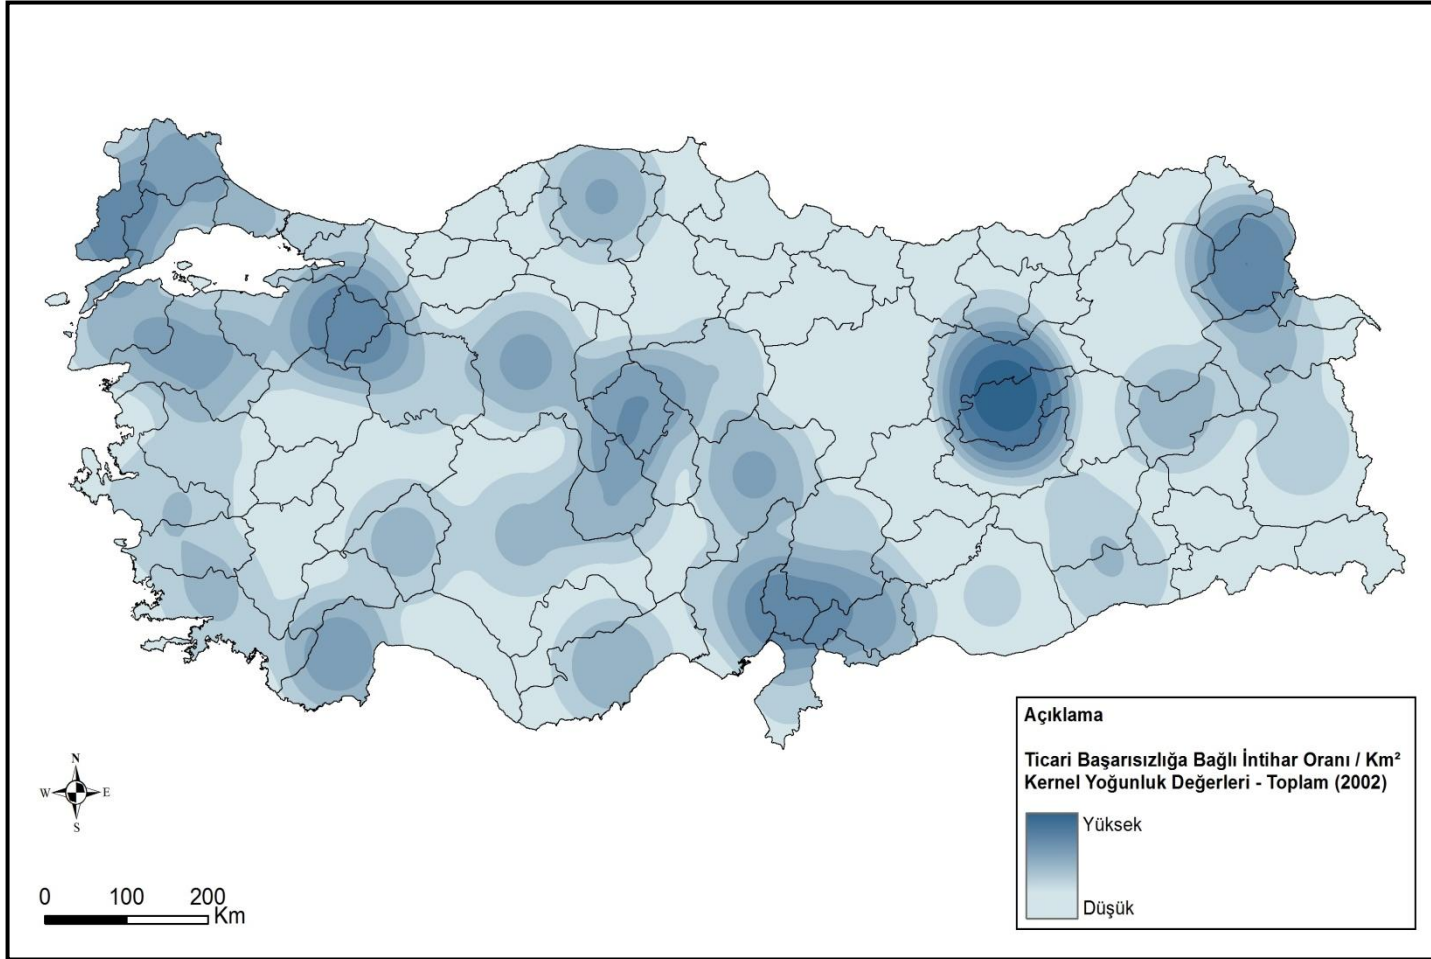 Açıklama
Ticari Başarısızlığa Bağlı İntihar Oranı / Km²
Kernel Yoğunluk Değerleri - Toplam (2002)
Yüksek
Düşük
N
W E
S
0 100 200
Km